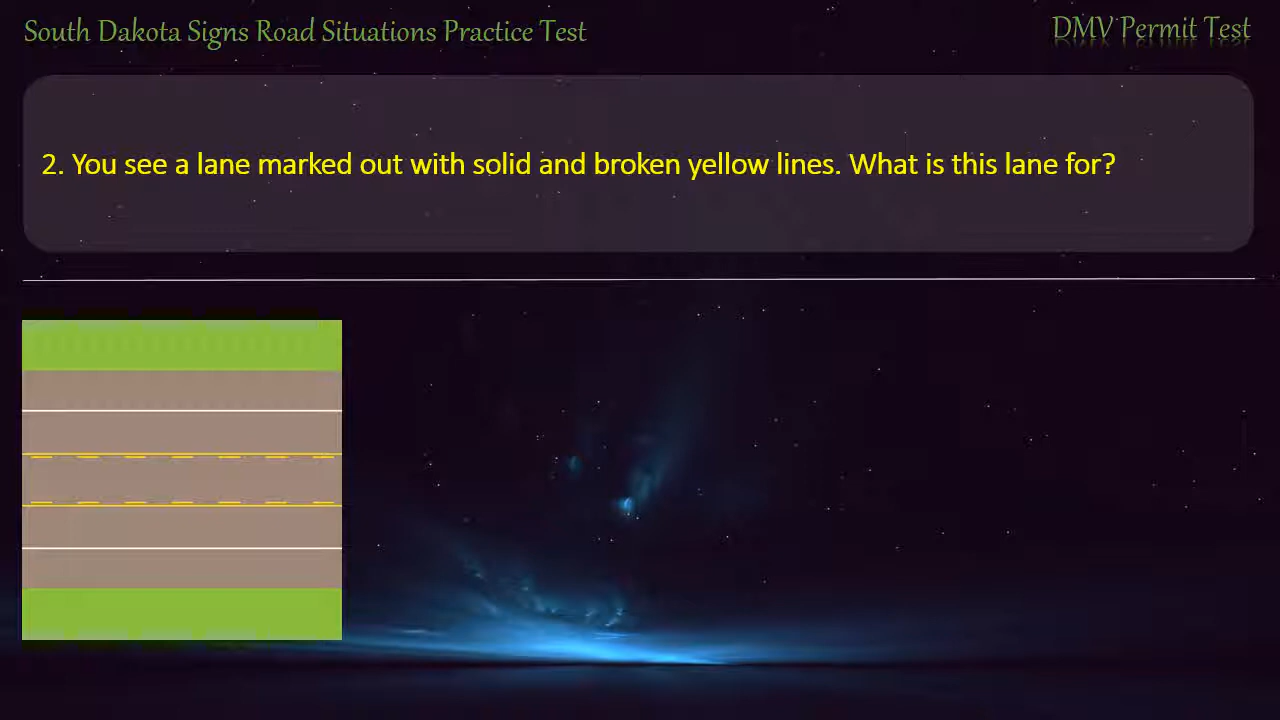 South Dakota Signs Road Situations Practice Test
DMV Permit Test
2. You see a lane marked out with solid and broken yellow lines. What is this lane for?